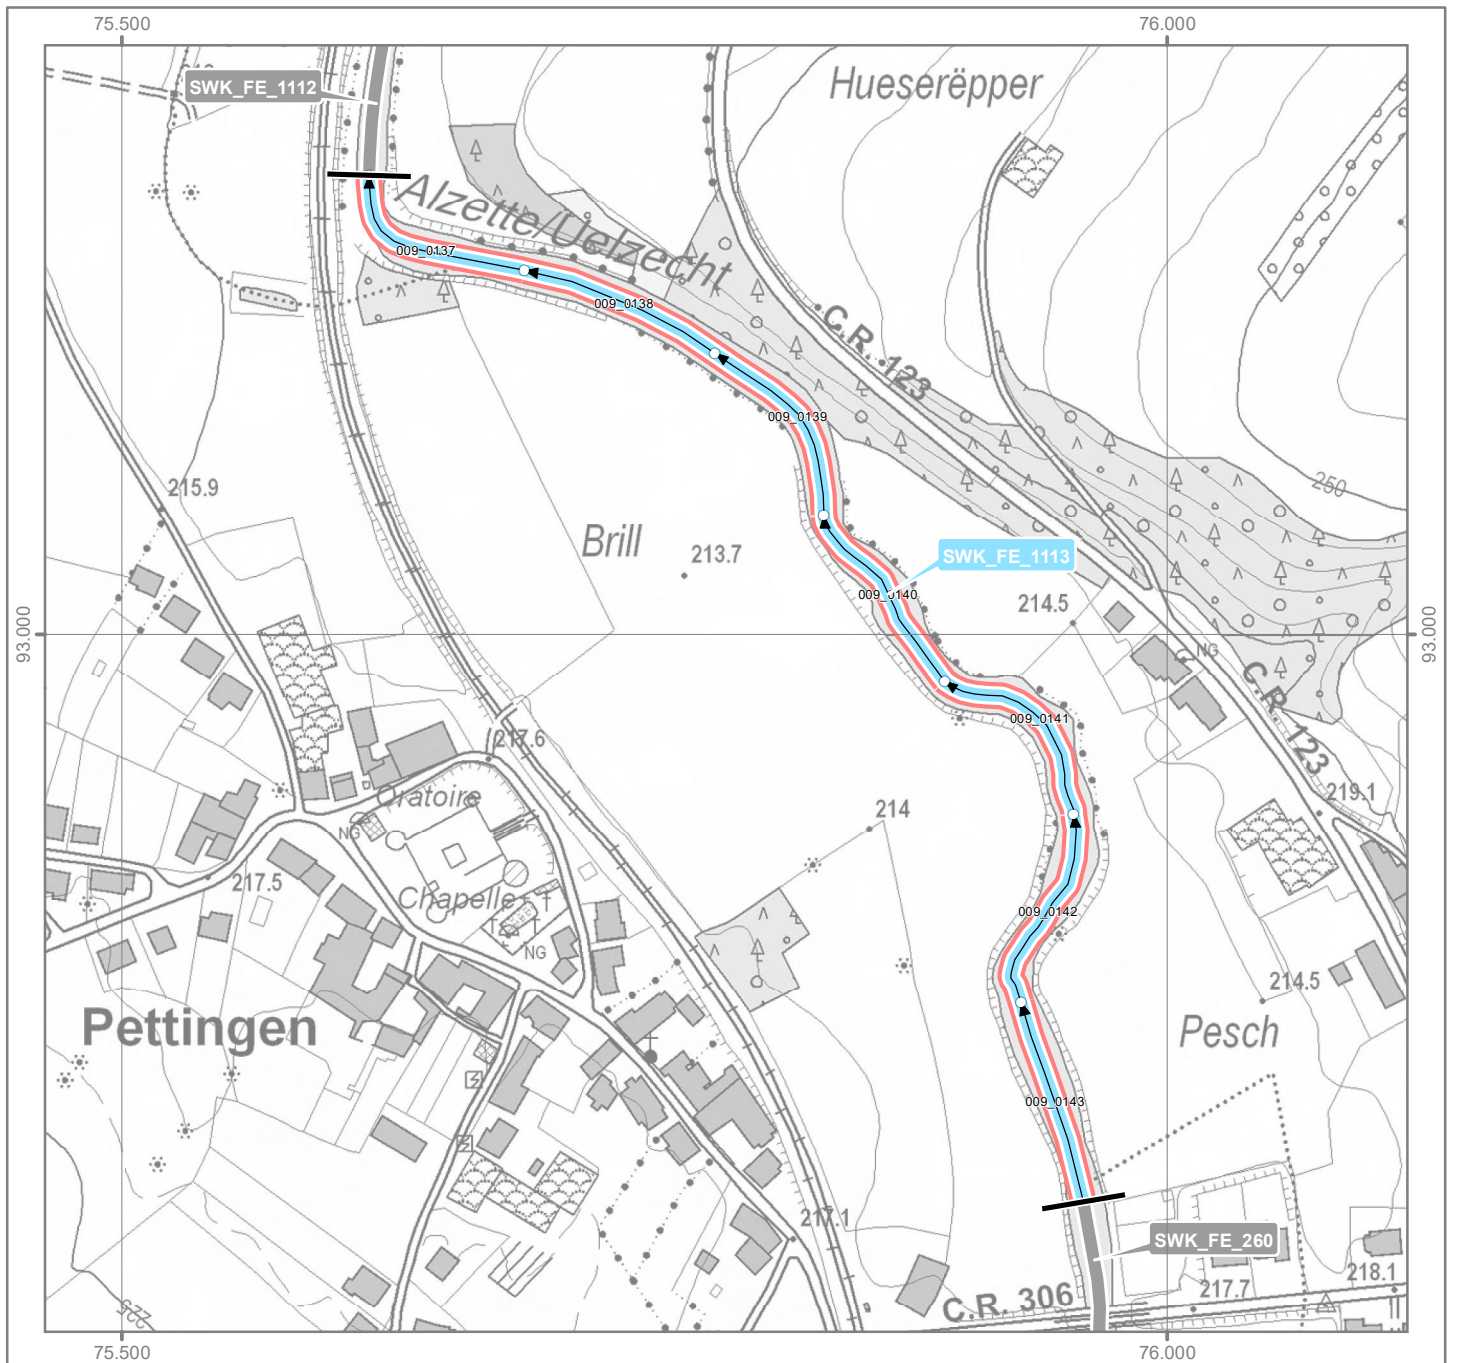 75.500
76.000
SWK_FE_1112
Hueserëpper
Alzette/Uelzecht
009_0137
009_0138
C.R. 123
009_0139
250
215.9
Brill
213.7
SWK_FE_1113
009_0140
214.5
93.000
93.000
NG
C.R. 123
009_0141
217.6
Oratoire
NG
214
219.1
217.5
Chapelle
009_0142
NG
214.5
Pettingen
Pesch
009_0143
217.1
SWK_FE_260
217.7
218.1
C.R. 306
225
75.500
76.000